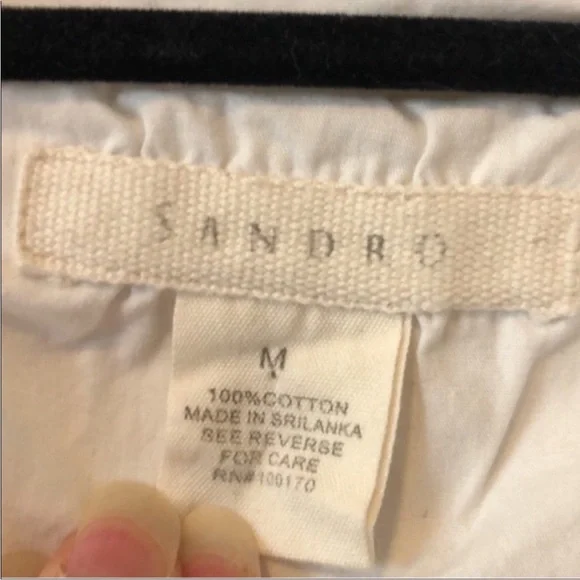 SANDRO
M
100%COTTON
MADE IN SRILANKA
SEE REVERSE
FOR CARE
RN#100170